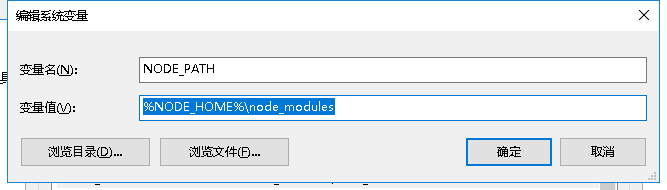 编辑系统变量
变量名(N):
NODE_PATH
变量值(V):
%NODE_HOME%\node_modules
浏览目录(D)...
浏览文件(F)...
确定
取消